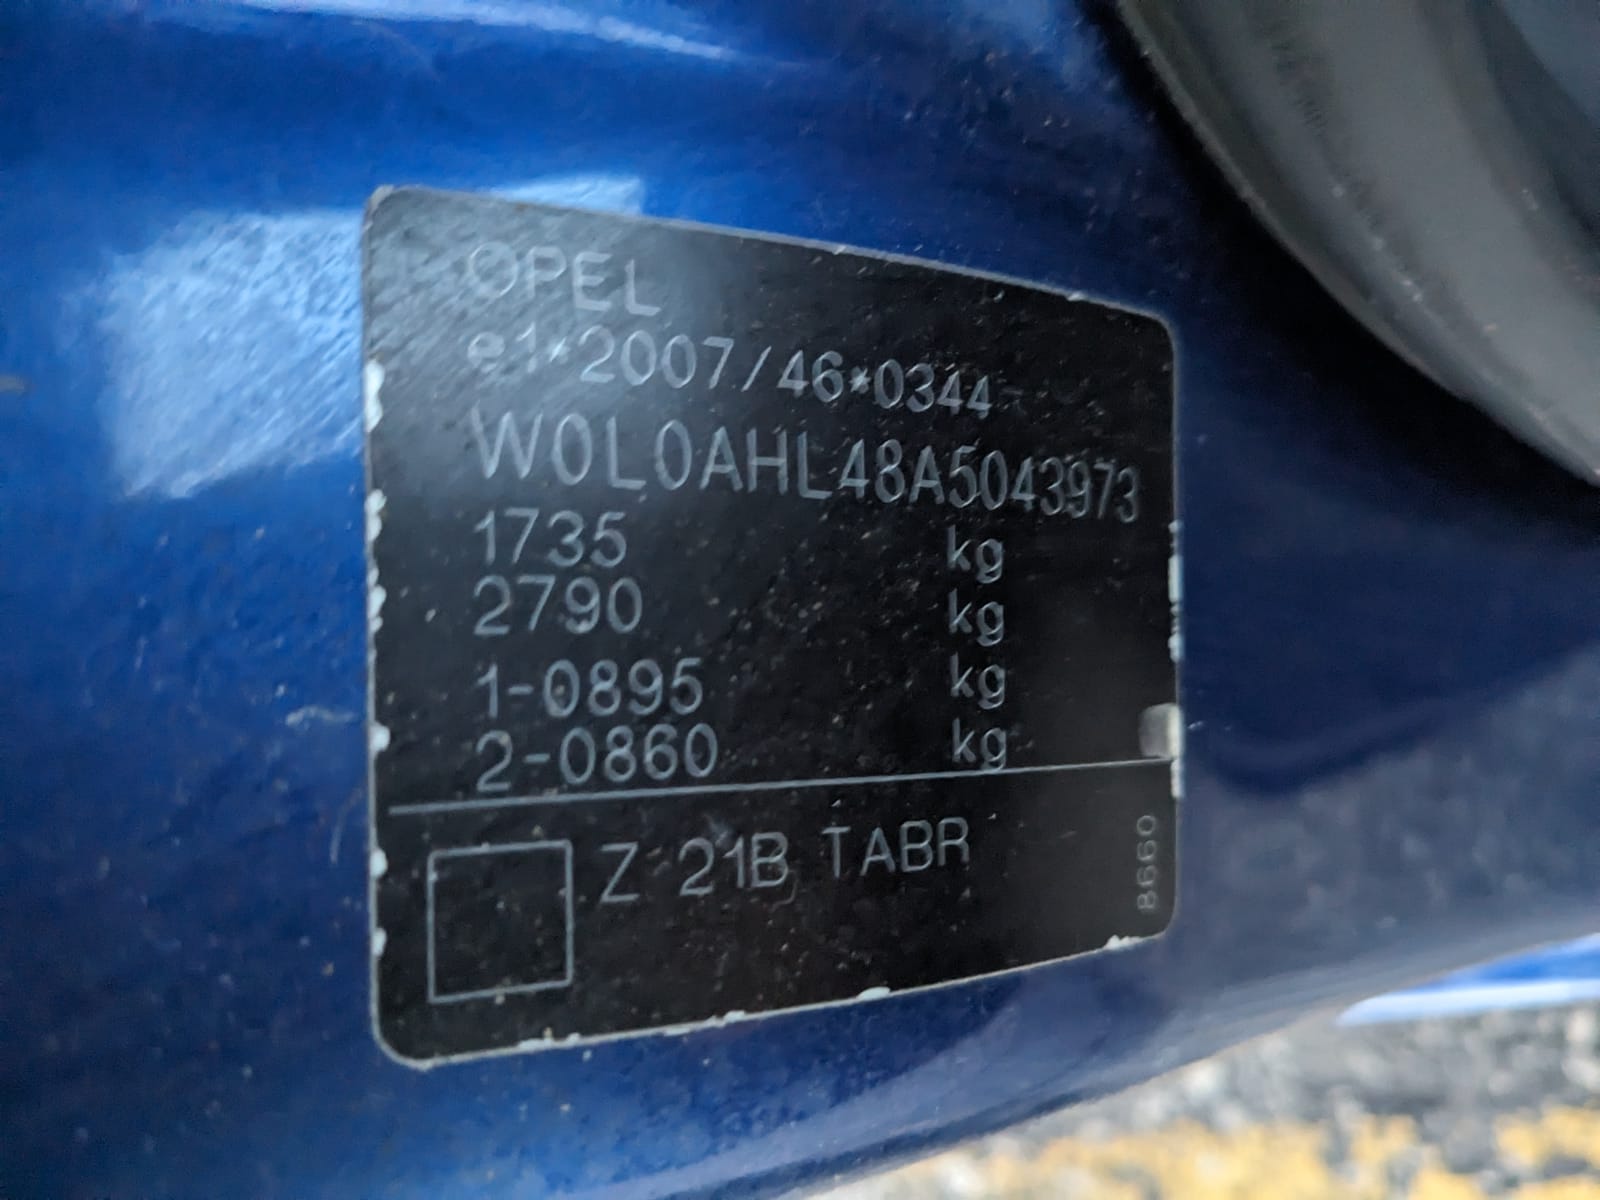 OPEL
e1*2007/46*0344
W0L0AHL48A5043973
1735 kg
2790 kg
1-0895 kg
2-0860 kg
Z 21B TABR
8660